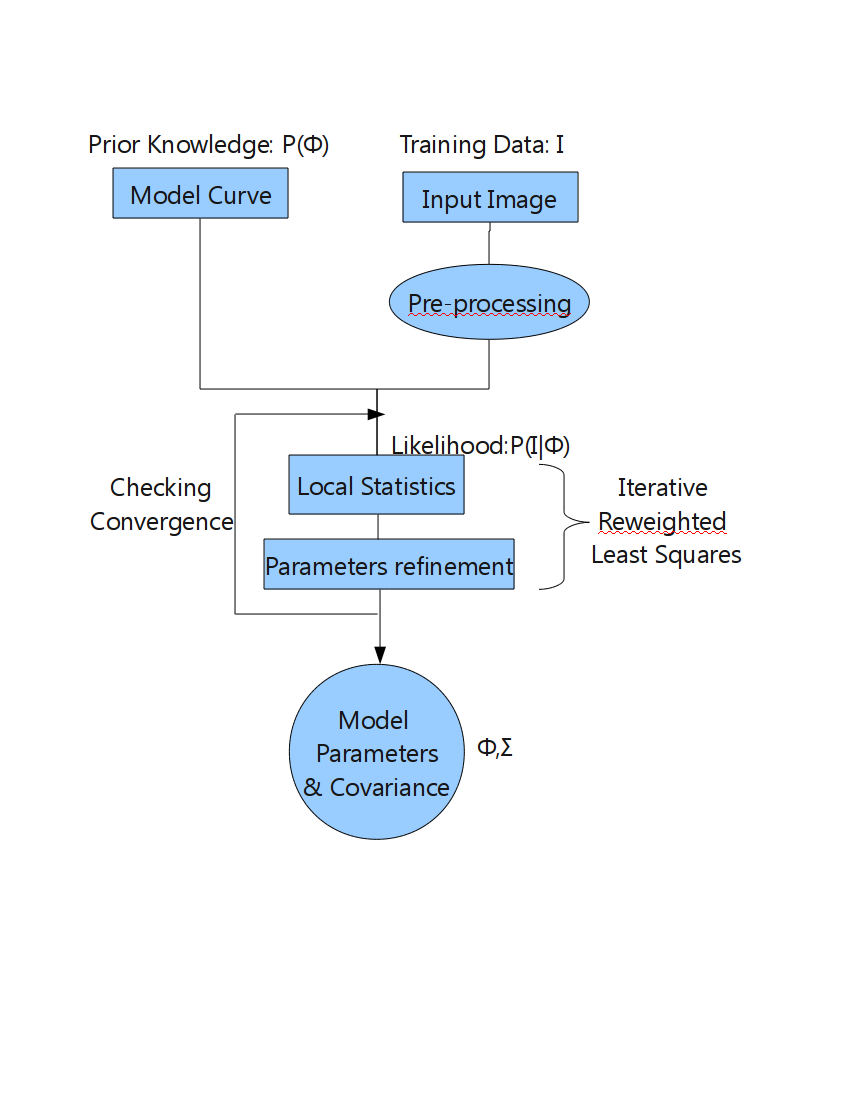 Prior Knowledge: P(Φ)
Training Data: I
Model Curve
Input Image
Pre-processing
Likelihood:P(I|Φ)
Local Statistics
Checking
Convergence
Iterative
Reweighted
Least Squares
Parameters refinement
Model
Parameters
& Covariance
Φ,Σ